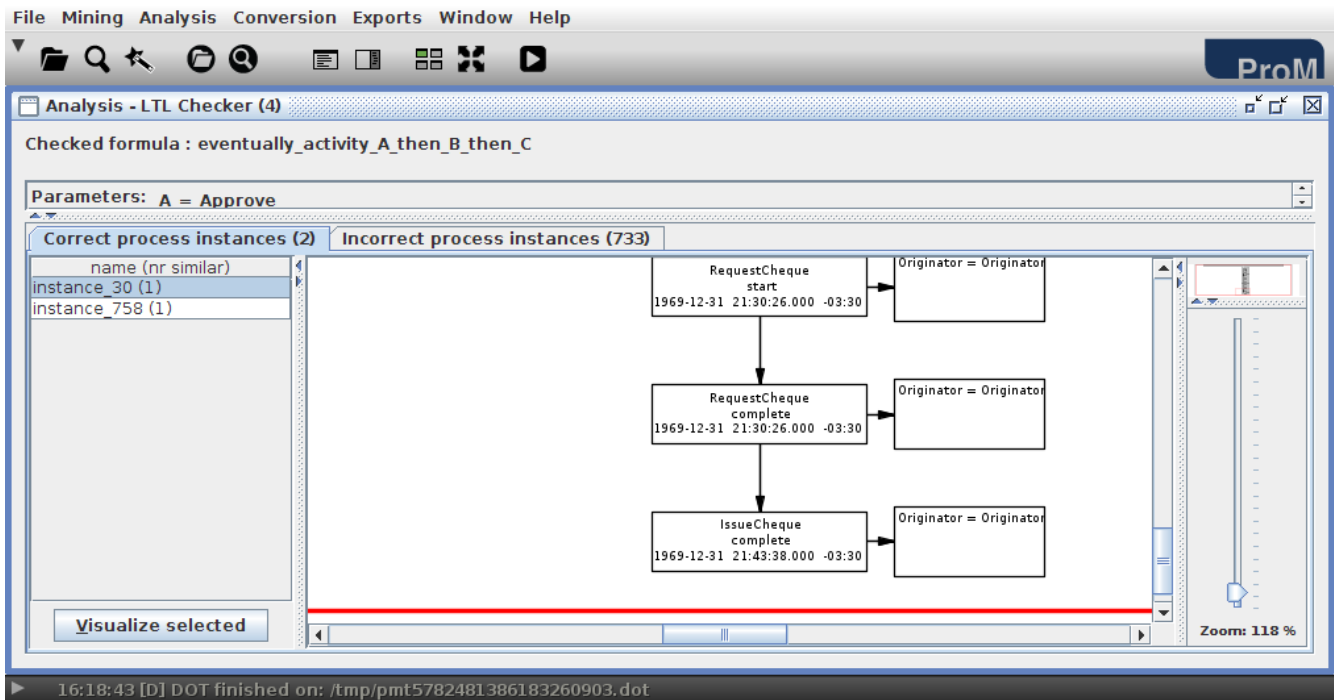 File Mining Analysis Conversion Exports Window Help
ProM
Analysis - LTL Checker (4)
Checked formula : eventually_activity_A_then_B_then_C
Parameters: A = Approve
Correct process instances (2) Incorrect process instances (733)
name (nr similar)
instance_30 (1)
instance_758 (1)
Visualize selected
RequestCheque
start
1969-12-31 21:30:26.000 -03:30
Originator = Originator
RequestCheque
complete
1969-12-31 21:30:26.000 -03:30
Originator = Originator
IssueCheque
complete
1969-12-31 21:43:38.000 -03:30
Originator = Originator
Zoom: 118 %
16:18:43 [D] DOT finished on: /tmp/pmt5782481386183260903.dot